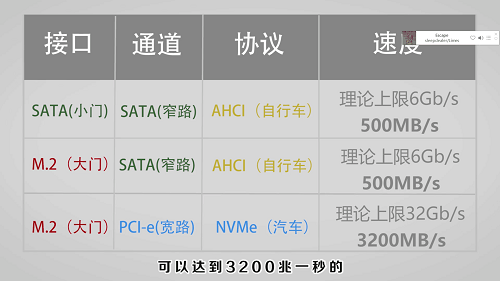 接口 通道 协议 速度
Escape
SATA(小门) SATA(窄路) AHCI（自行车） 理论上限6Gb/s
500MB/s
M.2（大门） SATA(窄路) AHCI（自行车） 理论上限6Gb/s
500MB/s
M.2（大门） PCI-e(宽路) NVMe（汽车） 理论上限32Gb/s
3200MB/s
可以达到3200兆一秒的